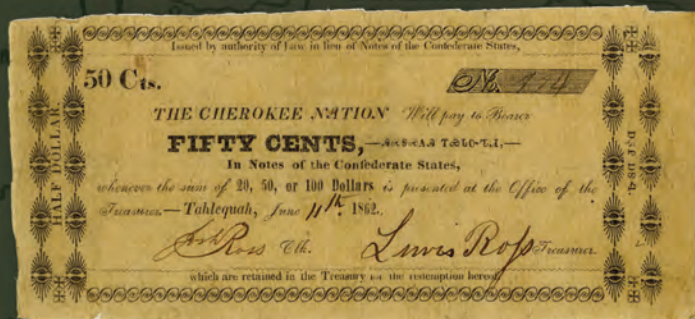 Issued by authority of Law in lieu of Notes of the Confederate States,
50 Cts.
No. 414
THE CHEROKEE NATION Will pay to Bearer
FIFTY CENTS,—
In Notes of the Confederate States,
whenever the sum of 20, 50, or 100 Dollars is presented at the Office of the
Treasurer.—Tahlequah, June 11th 1862.
Ross Clk. Lewis Ross Treasurer.
which are retained in the Treasury for the redemption hereof
HALF DOLLAR.